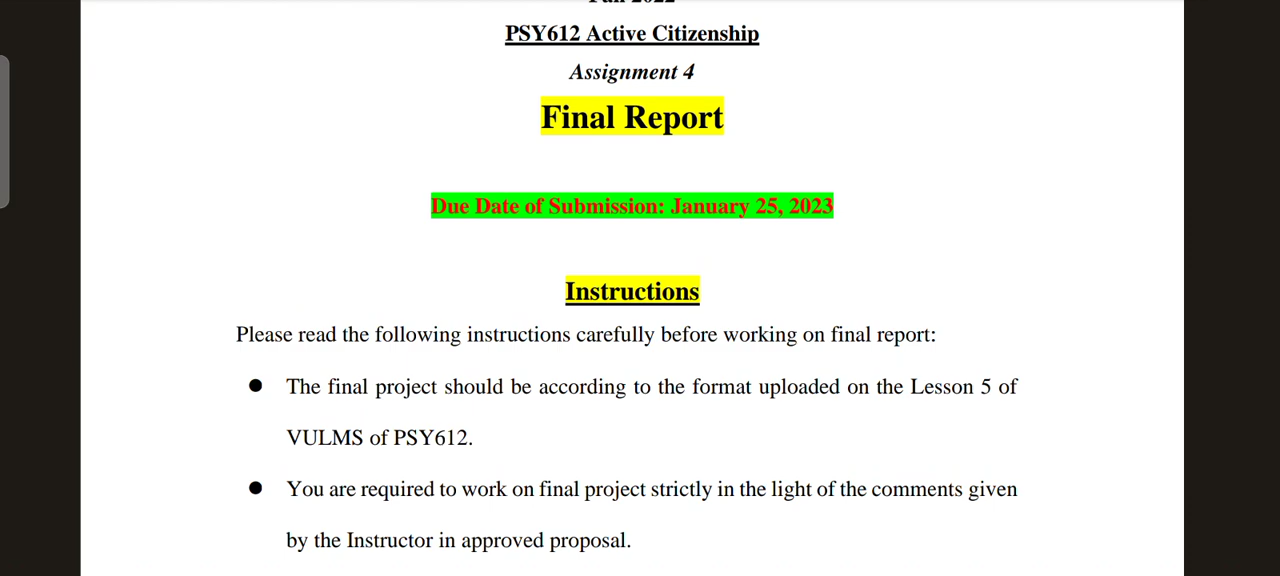 PSY612 Active Citizenship
Assignment 4
Final Report
Due Date of Submission: January 25, 2023
Instructions
Please read the following instructions carefully before working on final report:
● The final project should be according to the format uploaded on the Lesson 5 of
VULMS of PSY612.
● You are required to work on final project strictly in the light of the comments given
by the Instructor in approved proposal.